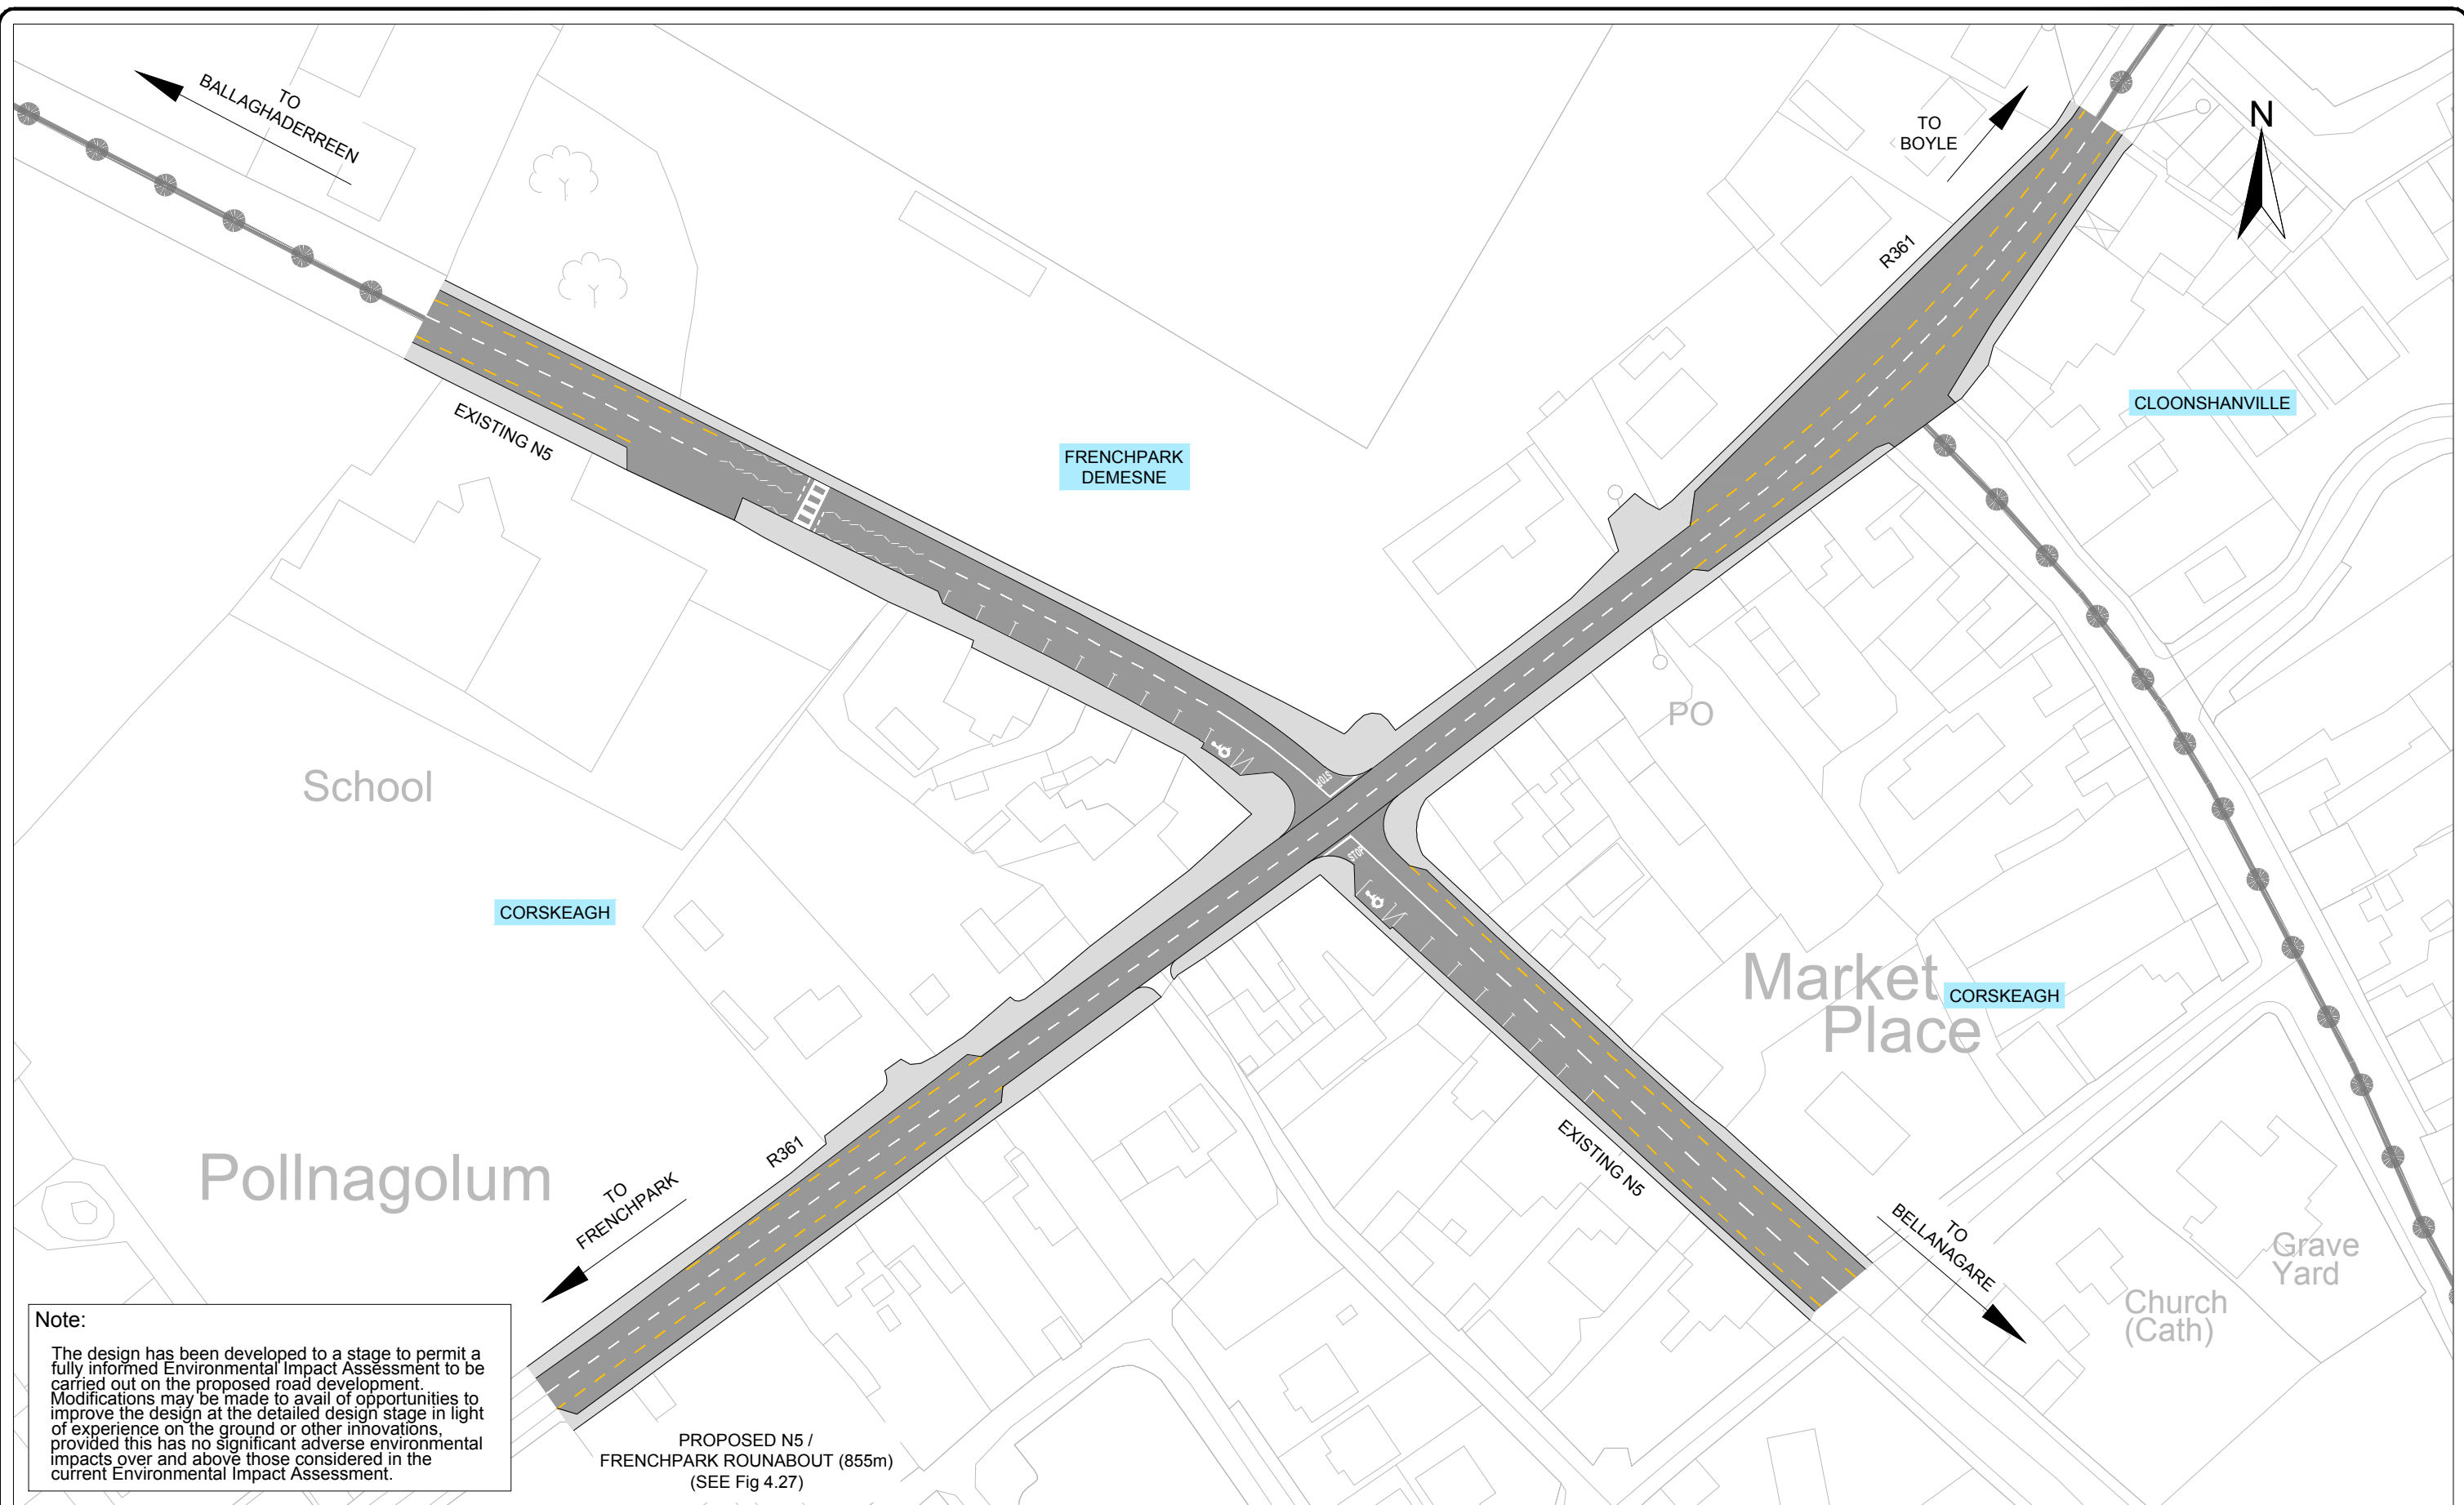 TO
BALLAGHADERREEN
TO
BOYLE
N
R361
CLOONSHANVILLE
EXISTING N5
FRENCHPARK
DEMESNE
PO
School
STOP
STOP
CORSKEAGH
Market
Place
CORSKEAGH
R361
Pollnagolum
TO
FRENCHPARK
EXISTING N5
TO
BELLANAGARE
Grave
Yard
Church
(Cath)
Note:
The design has been developed to a stage to permit a
fully informed Environmental Impact Assessment to be
carried out on the proposed road development.
Modifications may be made to avail of opportunities to
improve the design at the detailed design stage in light
of experience on the ground or other innovations,
provided this has no significant adverse environmental
impacts over and above those considered in the
current Environmental Impact Assessment.
PROPOSED N5 /
FRENCHPARK ROUNABOUT (855m)
(SEE Fig 4.27)